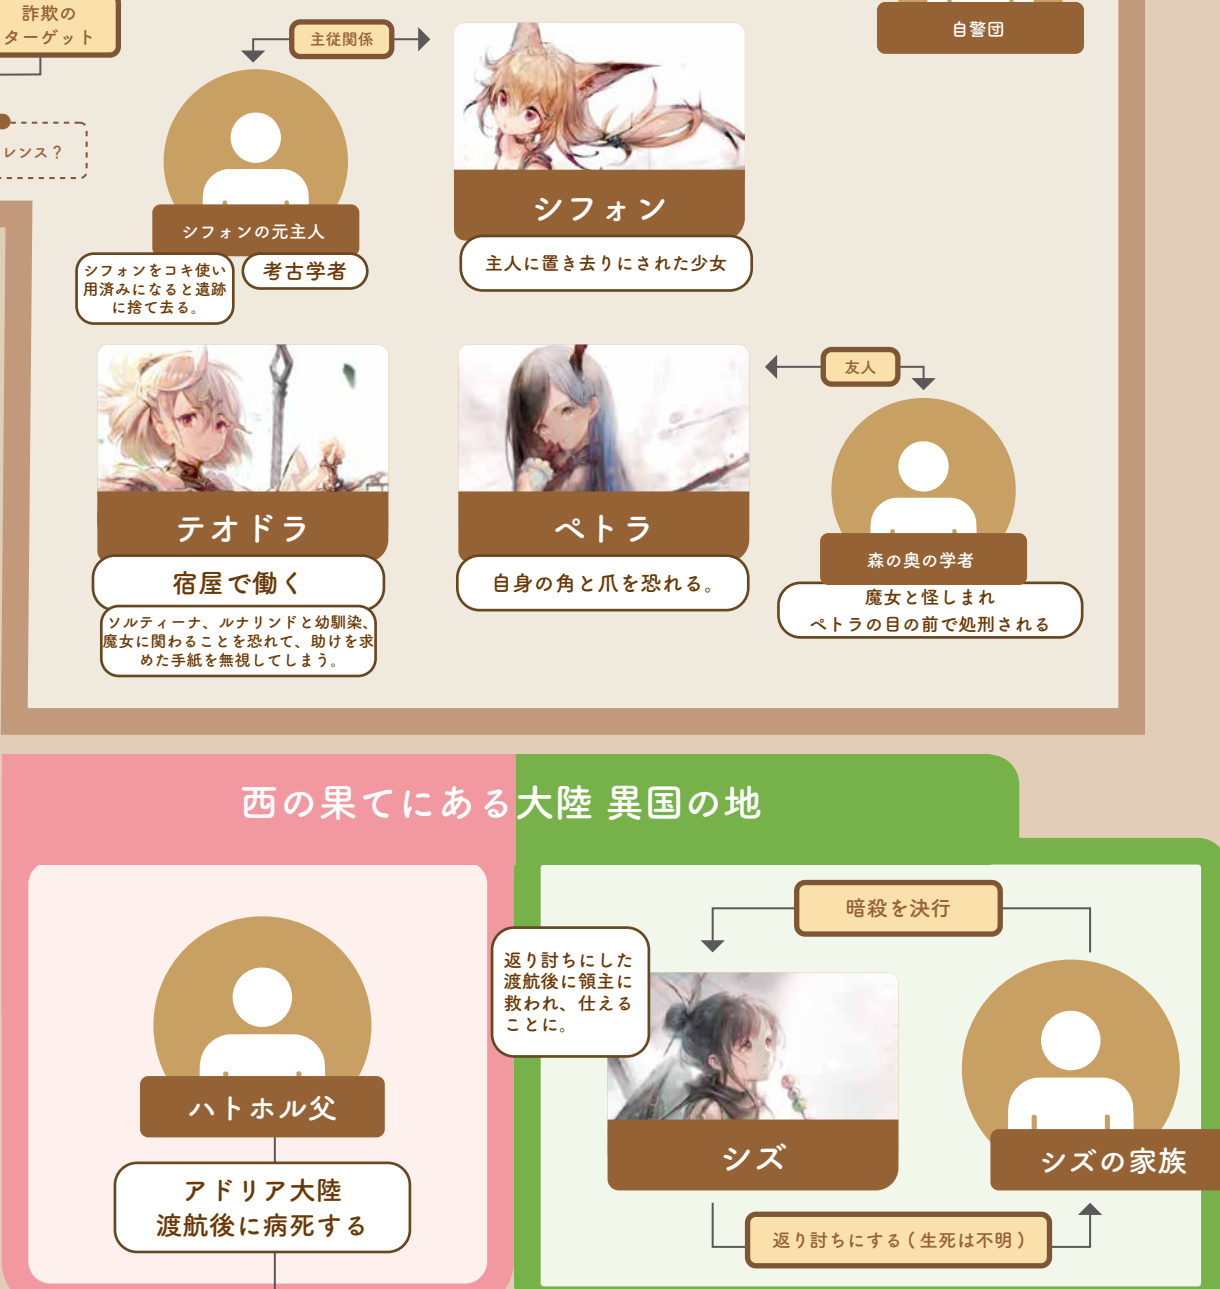 詐欺の
ターゲット
主従関係
自警団
レンス？
シフォンの元主人
シフォン
シフォンをコキ使い
用済みになると遺跡
に捨て去る。
考古学者
主人に置き去りにされた少女
友人
テオドラ
ペトラ
森の奥の学者
宿屋で働く
自身の角と爪を恐れる。
魔女と怪しまれ
ペトラの目の前で処刑される
ソルティーナ、ルナリンドと幼馴染、
魔女に関わることを恐れて、助けを求
めた手紙を無視してしまう。
西の果てにある大陸 異国の地
暗殺を決行
返り討ちにした
渡航後に領主に
救われ、仕える
ことに。
ハトホル父
シズ
シズの家族
アドリア大陸
渡航後に病死する
返り討ちにする ( 生死は不明 )